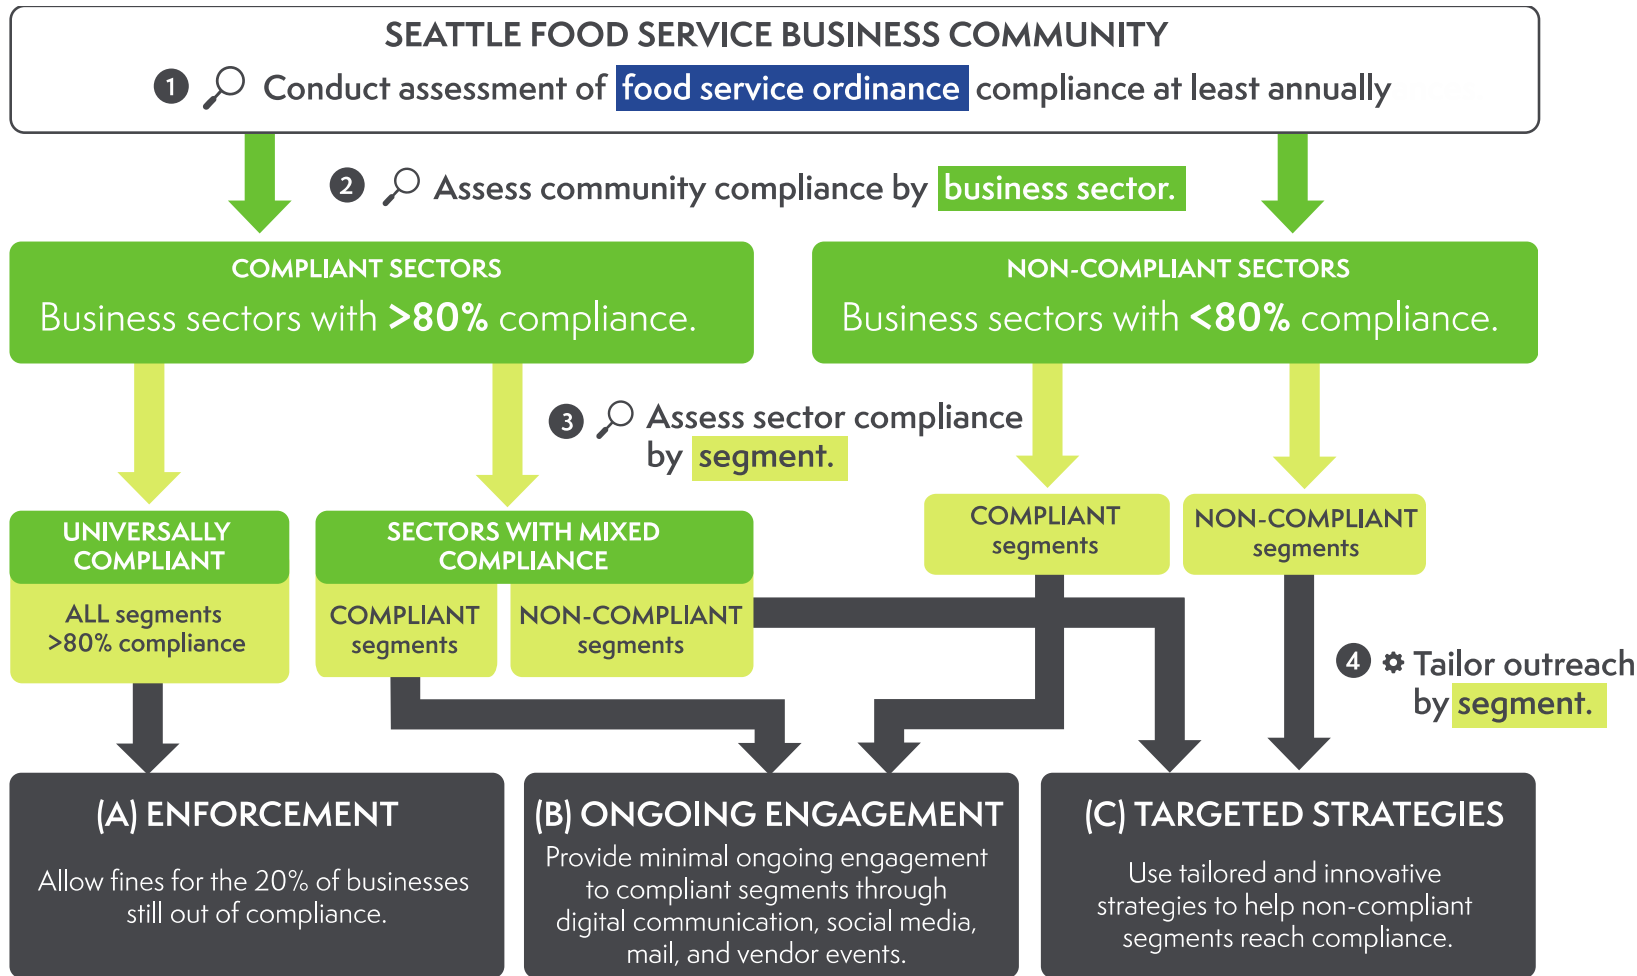 SEATTLE FOOD SERVICE BUSINESS COMMUNITY
1 Conduct assessment of food service ordinance compliance at least annually
2 Assess community compliance by business sector.
COMPLIANT SECTORS
Business sectors with >80% compliance.
NON-COMPLIANT SECTORS
Business sectors with <80% compliance.
3 Assess sector compliance
by segment.
UNIVERSALLY
COMPLIANT
ALL segments
>80% compliance
SECTORS WITH MIXED
COMPLIANCE
COMPLIANT
segments
NON-COMPLIANT
segments
COMPLIANT
segments
NON-COMPLIANT
segments
4 Tailor outreach
by segment.
(A) ENFORCEMENT
Allow fines for the 20% of businesses
still out of compliance.
(B) ONGOING ENGAGEMENT
Provide minimal ongoing engagement
to compliant segments through
digital communication, social media,
mail, and vendor events.
(C) TARGETED STRATEGIES
Use tailored and innovative
strategies to help non-compliant
segments reach compliance.